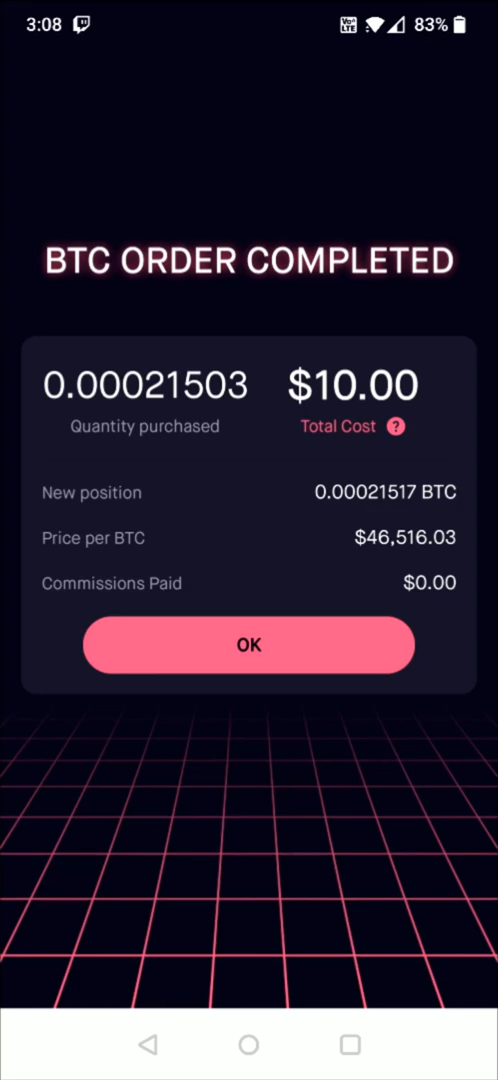 3:08 VoLTE 83%
BTC ORDER COMPLETED
0.00021503 $10.00
Quantity purchased Total Cost ?
New position 0.00021517 BTC
Price per BTC $46,516.03
Commissions Paid $0.00
OK